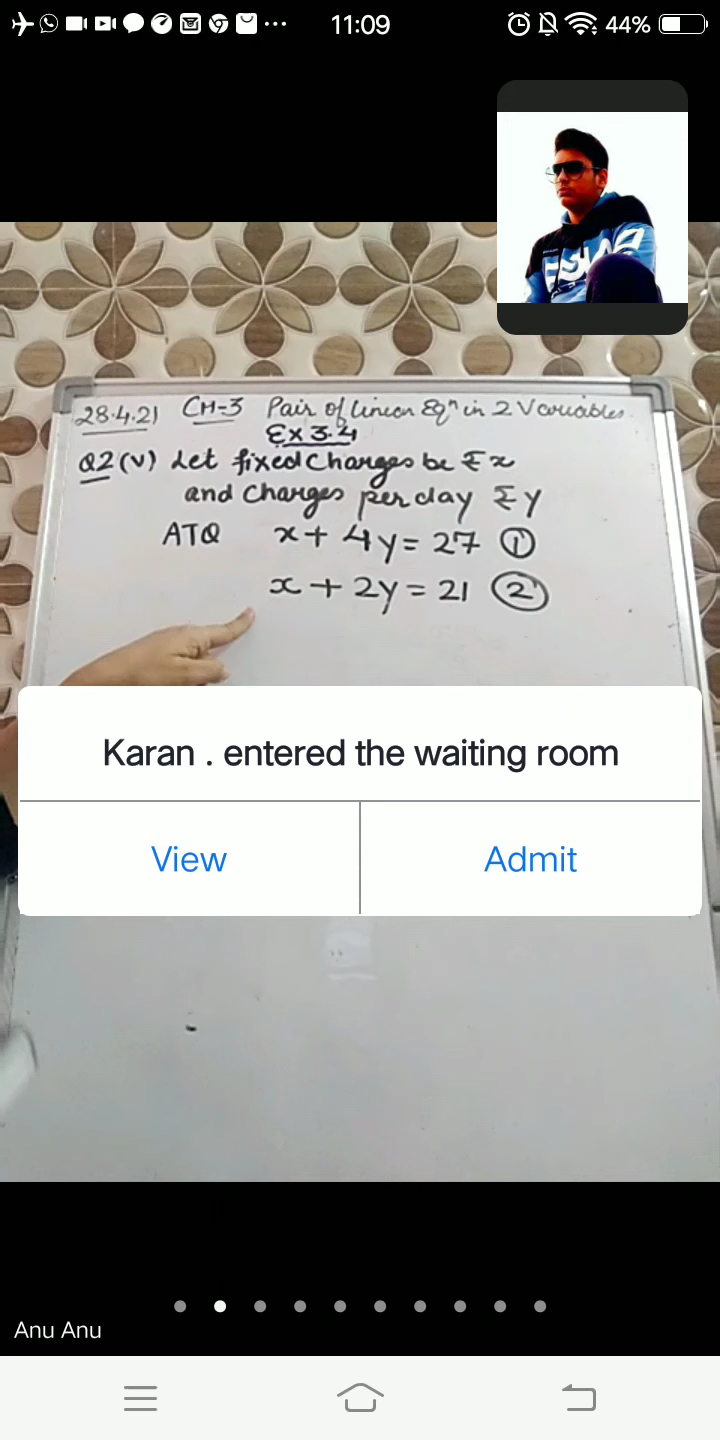 11:09
44%
28.4.21 CH-3 Pair of linear Eqn in 2 Variables.
Ex 3.4
Q2 (v) Let fixed Charges be ₹ x
and Charges per day ₹ y
ATQ x + 4y = 27 ①
x + 2y = 21 ②
Karan . entered the waiting room
View Admit
Anu Anu